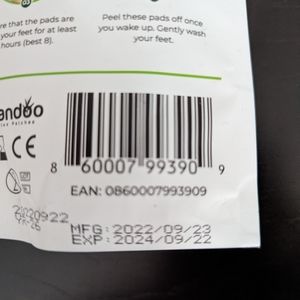 re that the pads are
your feet for at least
hours (best 8).
Peel these pads off once
you wake up. Gently wash
your feet.
andoo
CE
8 60007 99390 9
EAN: 0860007993909
MFG: 2022/09/23
EXP: 2024/09/22